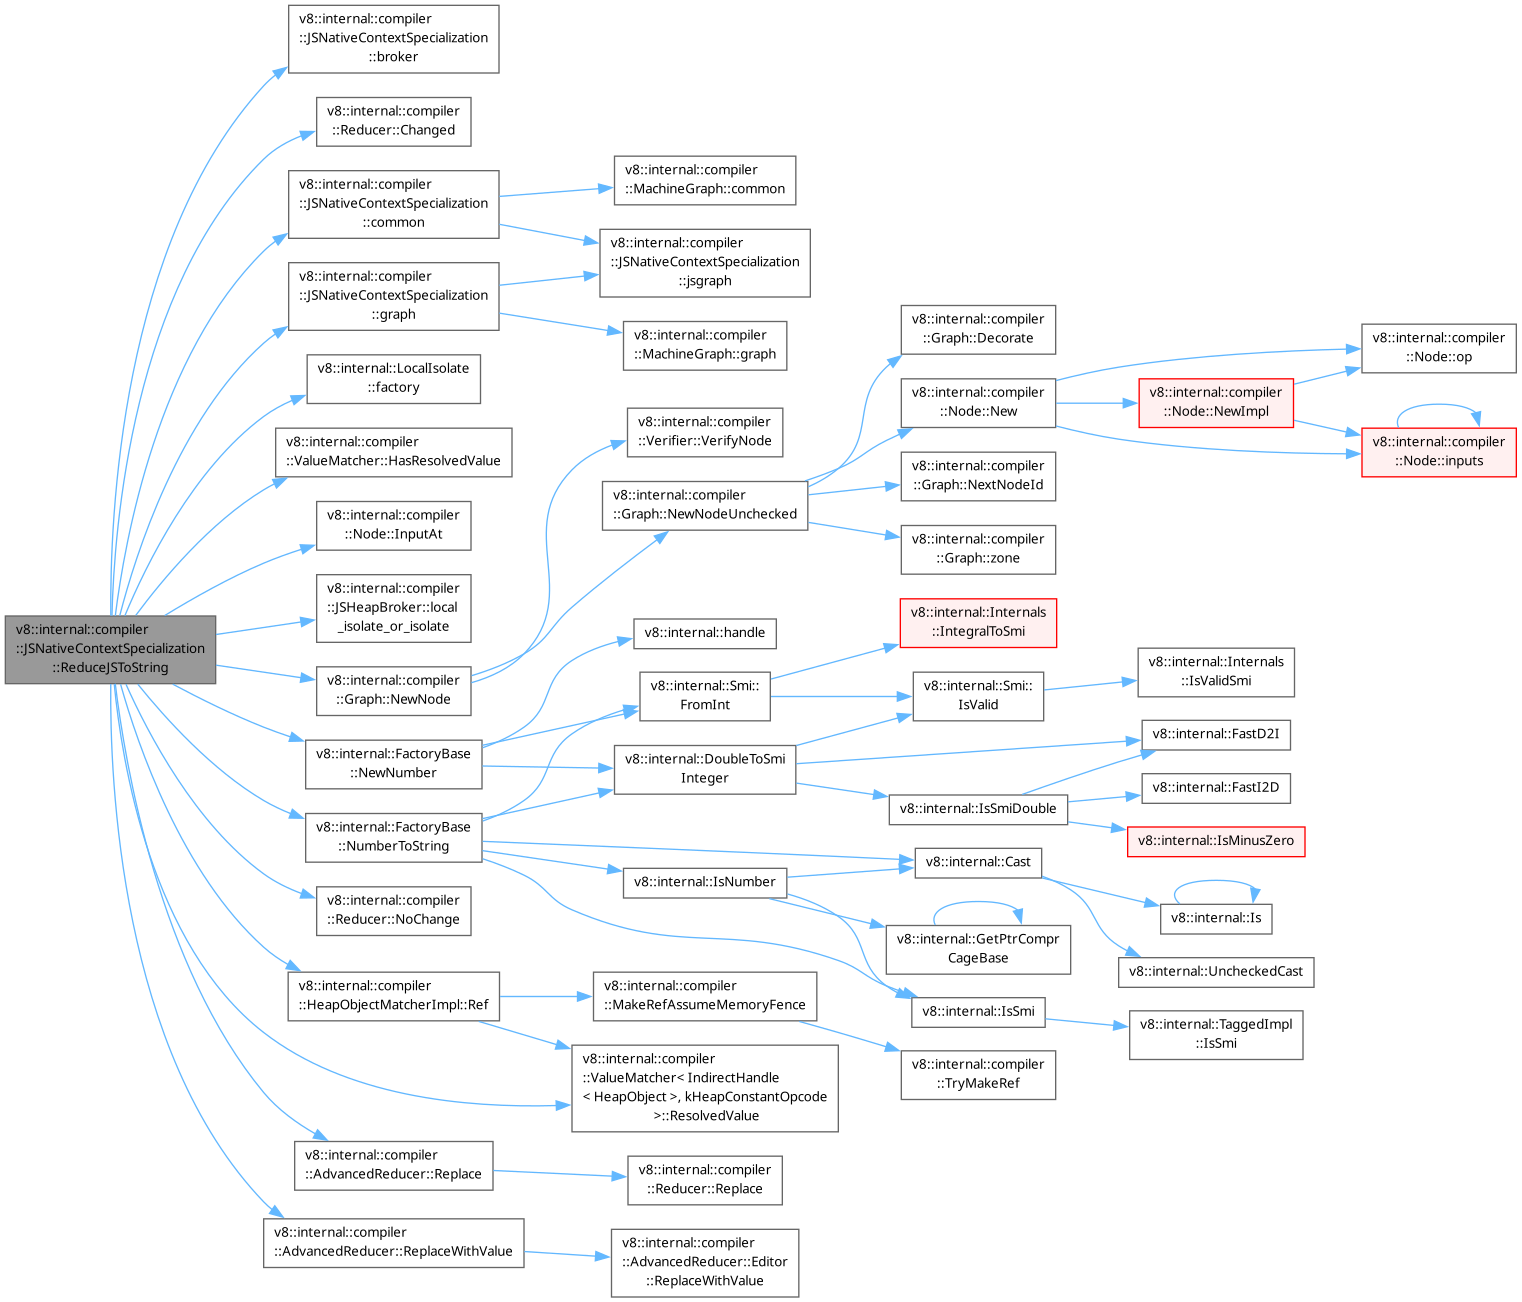 v8::internal::compiler
::JSNativeContextSpecialization
::ReduceJSToString
v8::internal::compiler
::JSNativeContextSpecialization
::broker
v8::internal::compiler
::Reducer::Changed
v8::internal::compiler
::JSNativeContextSpecialization
::common
v8::internal::compiler
::JSNativeContextSpecialization
::graph
v8::internal::LocalIsolate
::factory
v8::internal::compiler
::ValueMatcher::HasResolvedValue
v8::internal::compiler
::Node::InputAt
v8::internal::compiler
::JSHeapBroker::local
_isolate_or_isolate
v8::internal::compiler
::Graph::NewNode
v8::internal::FactoryBase
::NewNumber
v8::internal::FactoryBase
::NumberToString
v8::internal::compiler
::Reducer::NoChange
v8::internal::compiler
::HeapObjectMatcherImpl::Ref
v8::internal::compiler
::AdvancedReducer::Replace
v8::internal::compiler
::AdvancedReducer::ReplaceWithValue
v8::internal::compiler
::MachineGraph::common
v8::internal::compiler
::JSNativeContextSpecialization
::jsgraph
v8::internal::compiler
::MachineGraph::graph
v8::internal::compiler
::Verifier::VerifyNode
v8::internal::compiler
::Graph::NewNodeUnchecked
v8::internal::handle
v8::internal::Smi::
FromInt
v8::internal::DoubleToSmi
Integer
v8::internal::IsNumber
v8::internal::compiler
::MakeRefAssumeMemoryFence
v8::internal::compiler
::ValueMatcher< IndirectHandle
< HeapObject >, kHeapConstantOpcode
>::ResolvedValue
v8::internal::compiler
::Reducer::Replace
v8::internal::compiler
::AdvancedReducer::Editor
::ReplaceWithValue
v8::internal::compiler
::Graph::Decorate
v8::internal::compiler
::Node::New
v8::internal::compiler
::Graph::NextNodeId
v8::internal::compiler
::Graph::zone
v8::internal::Internals
::IntegralToSmi
v8::internal::Smi::
IsValid
v8::internal::IsSmiDouble
v8::internal::Cast
v8::internal::GetPtrCompr
CageBase
v8::internal::IsSmi
v8::internal::compiler
::TryMakeRef
v8::internal::compiler
::Node::NewImpl
v8::internal::Internals
::IsValidSmi
v8::internal::FastD2I
v8::internal::FastI2D
v8::internal::IsMinusZero
v8::internal::Is
v8::internal::UncheckedCast
v8::internal::TaggedImpl
::IsSmi
v8::internal::compiler
::Node::op
v8::internal::compiler
::Node::inputs